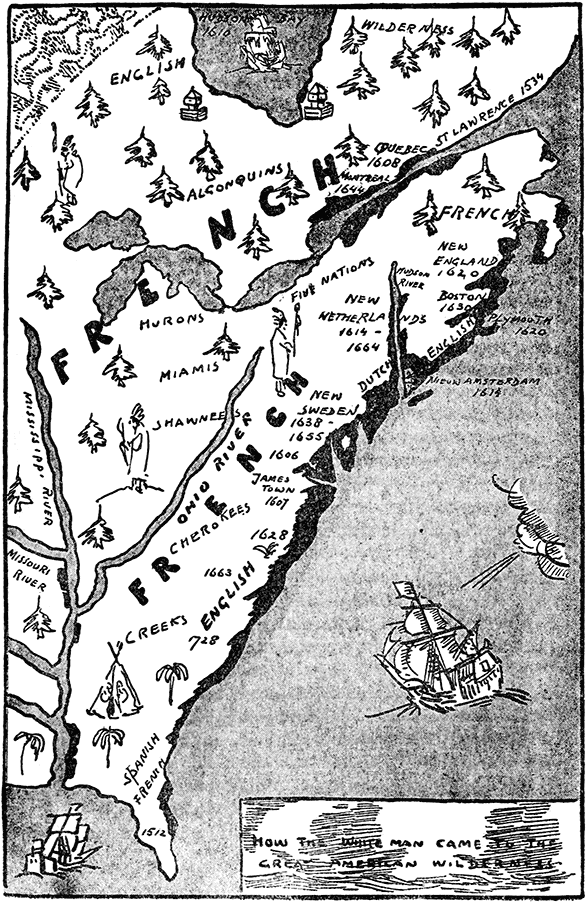 HUDSONS BAY
1610
WILDERNESS
ENGLISH
ST LAWRENCE 1534
QUEBEC
1608
MONTREAL
1644
ALGONQUINS
FRENCH
FRENCH
NEW
ENGLAND
1620
HUDSON
RIVER
BOSTON
1630
PLYMOUTH
1620
ENGLISH
FIVE NATIONS
NEW
NETHERLANDS
1614 -
1664
DUTCH
NIEUW AMSTERDAM
1614
HURONS
MIAMIS
SHAWNEES
NEW
SWEDEN
1638 -
1655
FRENCH
OHIO RIVER
1606
JAMES
TOWN
1607
MISSISSIPPI RIVER
CHEROKEES
1628
1663
ENGLISH
MISSOURI
RIVER
CREEKS
728
SPANISH
FRENCH
1512
HOW THE WHITE MAN CAME TO THE
GREAT AMERICAN WILDERNESS